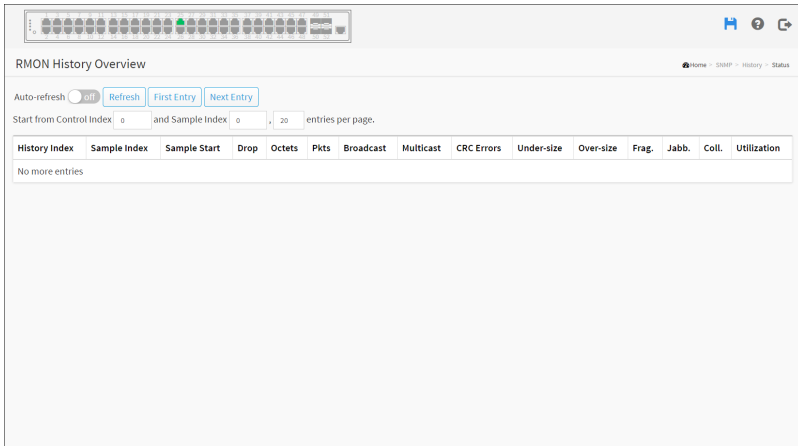 RMON History Overview
Home > SNMP > History > Status
Auto-refresh off Refresh First Entry Next Entry
Start from Control Index 0 and Sample Index 0 , 20 entries per page.
History Index Sample Index Sample Start Drop Octets Pkts Broadcast Multicast CRC Errors Under-size Over-size Frag. Jabb. Coll. Utilization
No more entries